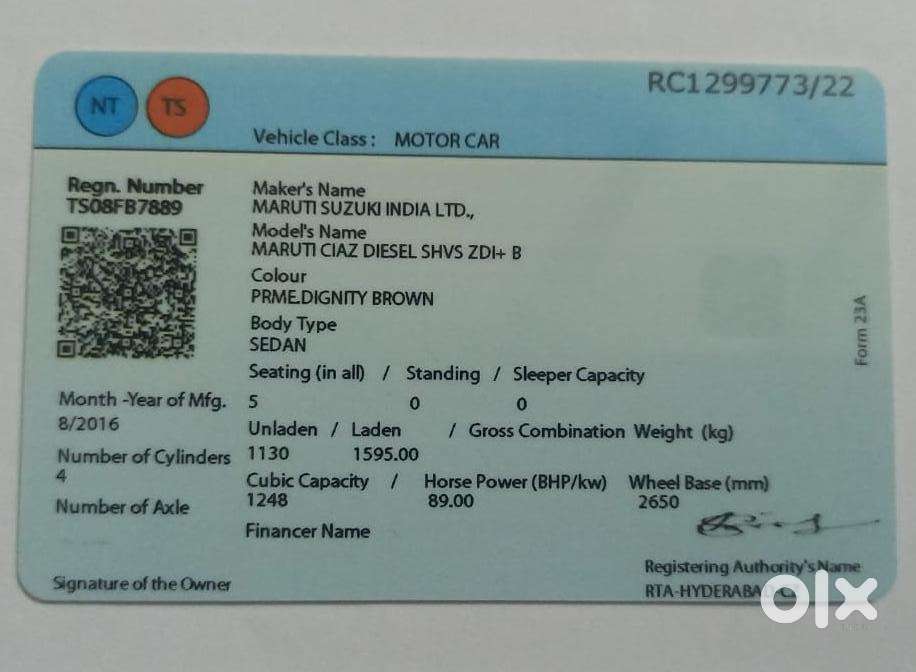 RC1299773/22
NT TS
Vehicle Class : MOTOR CAR
Regn. Number
TS08FB7889
Maker's Name
MARUTI SUZUKI INDIA LTD.,
Model's Name
MARUTI CIAZ DIESEL SHVS ZDI+ B
Colour
PRME.DIGNITY BROWN
Body Type
SEDAN
Form 23A
Seating (in all) / Standing / Sleeper Capacity
5 0 0
Month -Year of Mfg.
8/2016
Unladen / Laden / Gross Combination Weight (kg)
1130 1595.00
Number of Cylinders
4
Cubic Capacity / Horse Power (BHP/kw) Wheel Base (mm)
1248 89.00 2650
Number of Axle
Financer Name
Registering Authority's Name
RTA-HYDERABAD
Signature of the Owner
olx